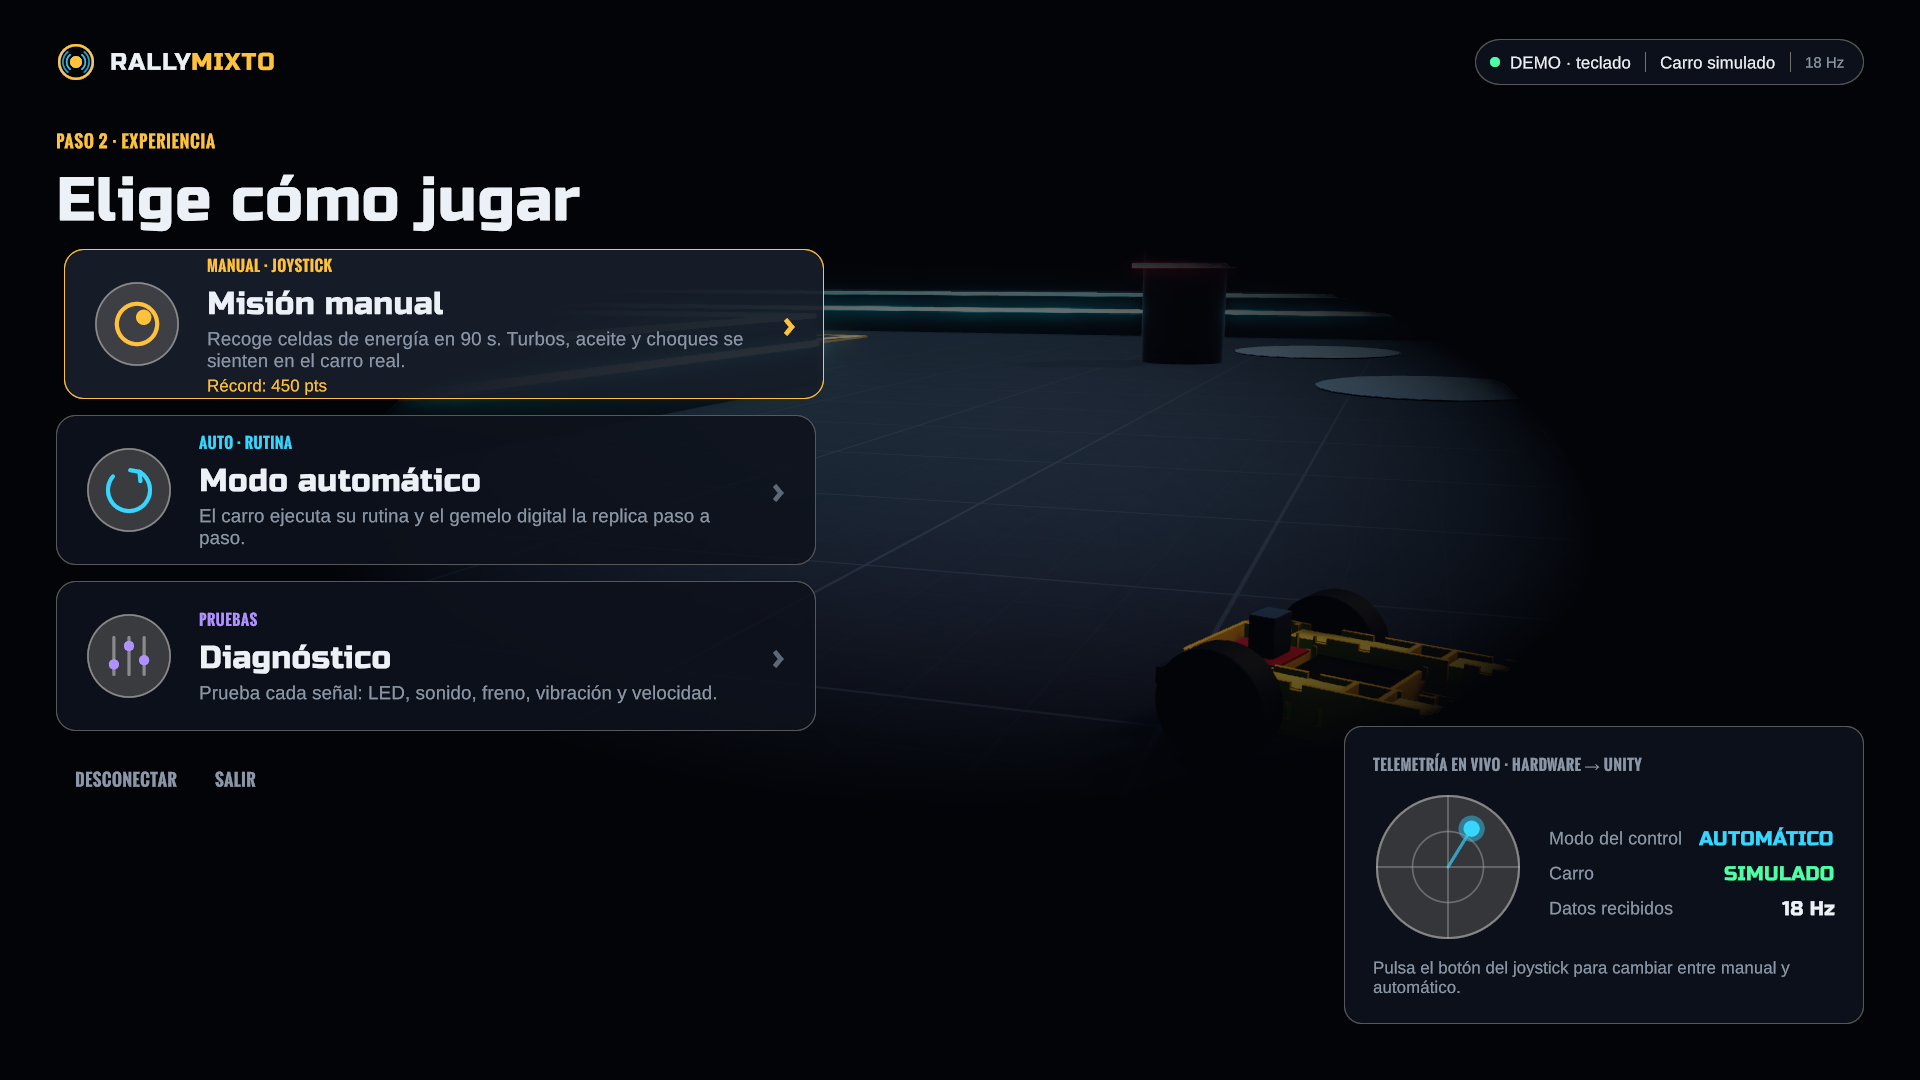 RALLYMIXTO
DEMO · teclado
Carro simulado
18 Hz
PASO 2 · EXPERIENCIA
Elige cómo jugar
MANUAL · JOYSTICK
Misión manual
Recoge celdas de energía en 90 s. Turbos, aceite y choques se
sienten en el carro real.
Récord: 450 pts
AUTO · RUTINA
Modo automático
El carro ejecuta su rutina y el gemelo digital la replica paso a
paso.
PRUEBAS
Diagnóstico
Prueba cada señal: LED, sonido, freno, vibración y velocidad.
DESCONECTAR
SALIR
TELEMETRÍA EN VIVO · HARDWARE → UNITY
Modo del control AUTOMÁTICO
Carro SIMULADO
Datos recibidos 18 Hz
Pulsa el botón del joystick para cambiar entre manual y
automático.